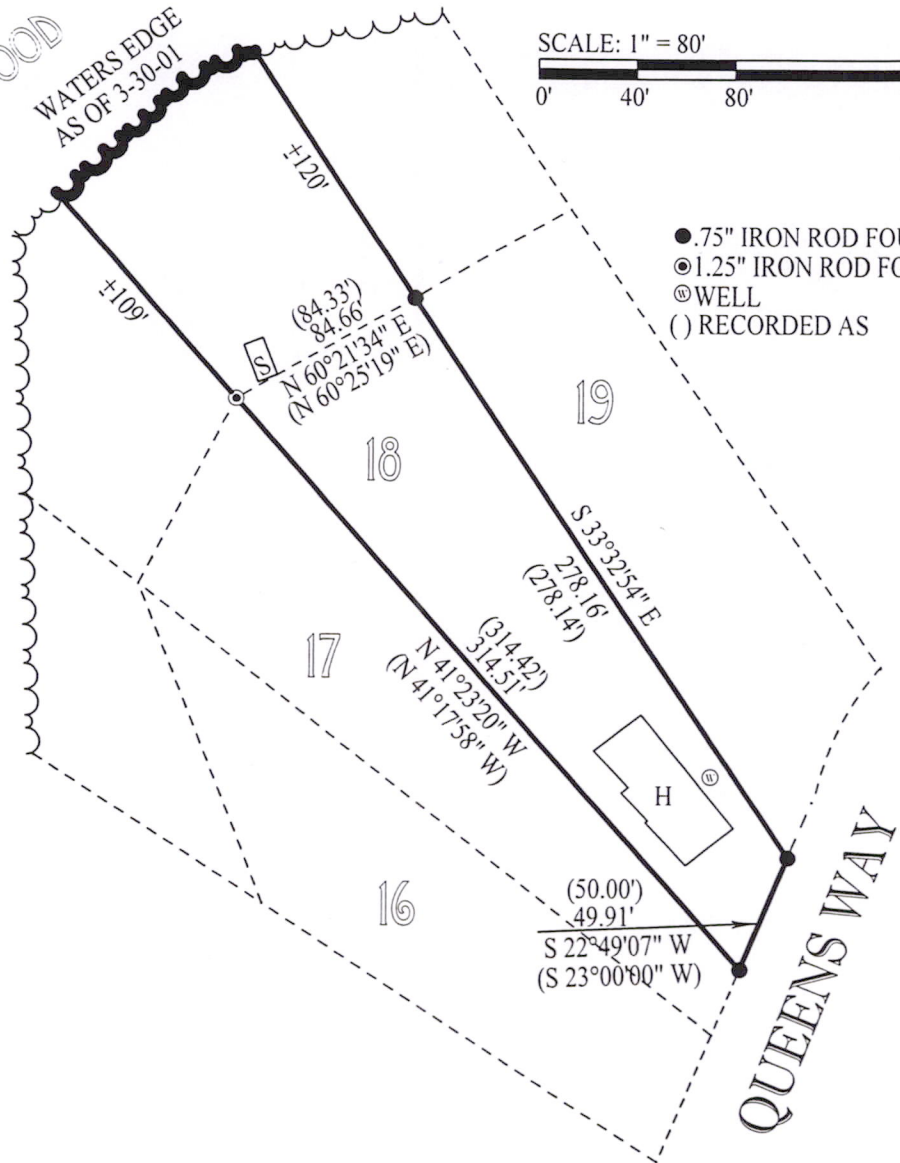 OOD
WATERS EDGE
AS OF 3-30-01
SCALE: 1" = 80'
0' 40' 80'
●.75" IRON ROD FOU
◉1.25" IRON ROD FO
ⓦ WELL
( ) RECORDED AS
±120'
±109'
(84.33')
84.66'
N 60°21'34" E
(N 60°25'19" E)
S
18
19
S 33°32'54" E
278.16'
(278.14')
17
(314.42')
314.51'
N 41°23'20" W
(N 41°17'58" W)
W
H
16
(50.00')
49.91'
S 22°49'07" W
(S 23°00'00" W)
QUEENS WAY